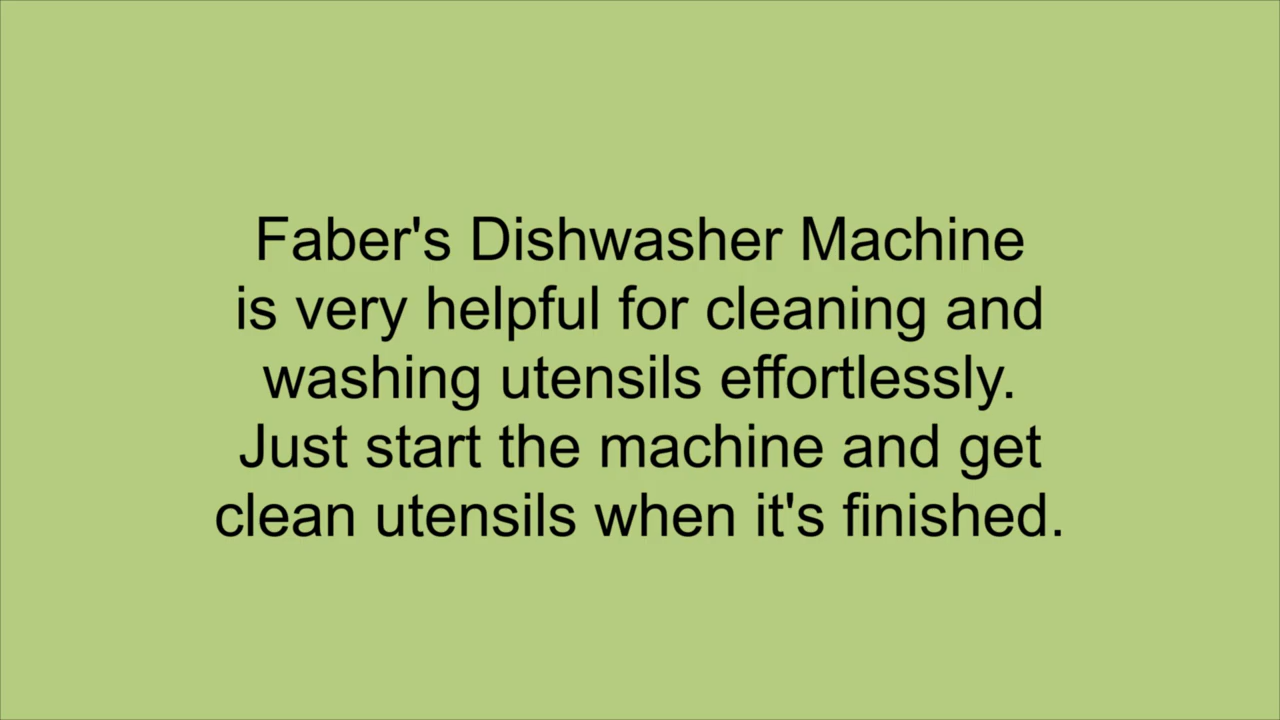 Faber's Dishwasher Machine
is very helpful for cleaning and
washing utensils effortlessly.
Just start the machine and get
clean utensils when it's finished.